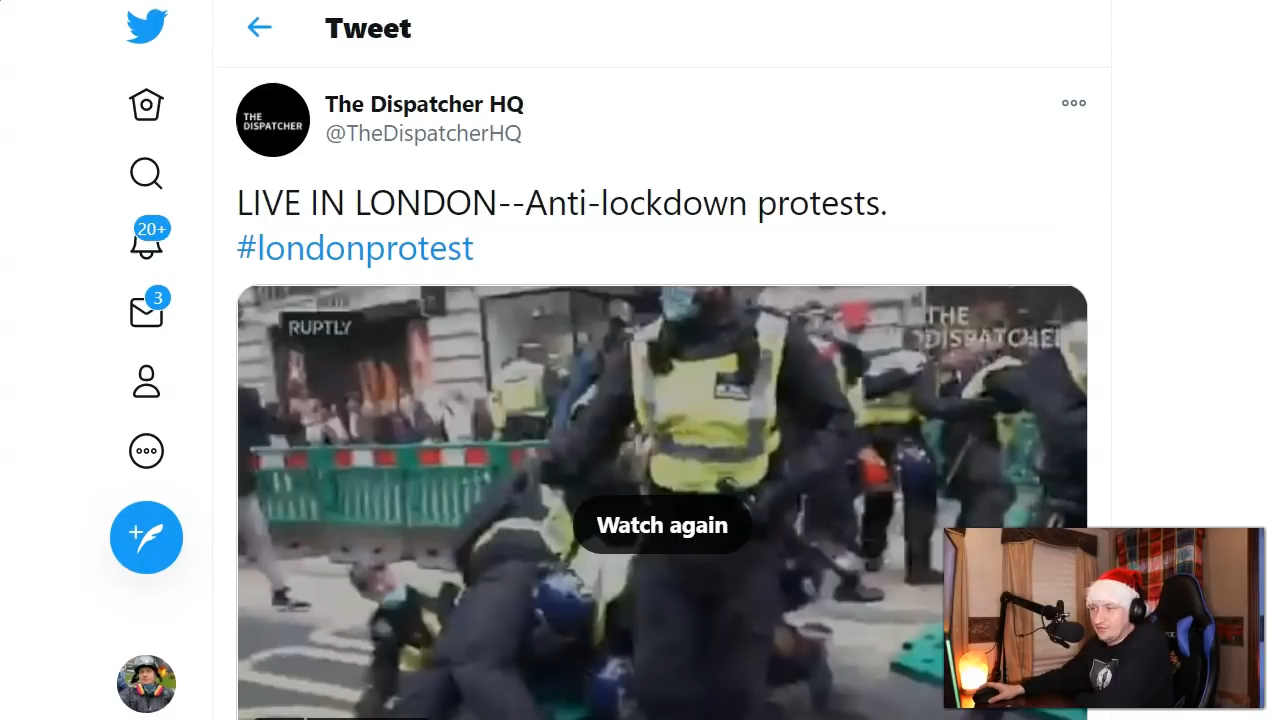 Tweet
THE
DISPATCHER
The Dispatcher HQ
@TheDispatcherHQ
LIVE IN LONDON--Anti-lockdown protests.
#londonprotest
20+
3
RUPTLY
THE
DISPATCHER
Watch again